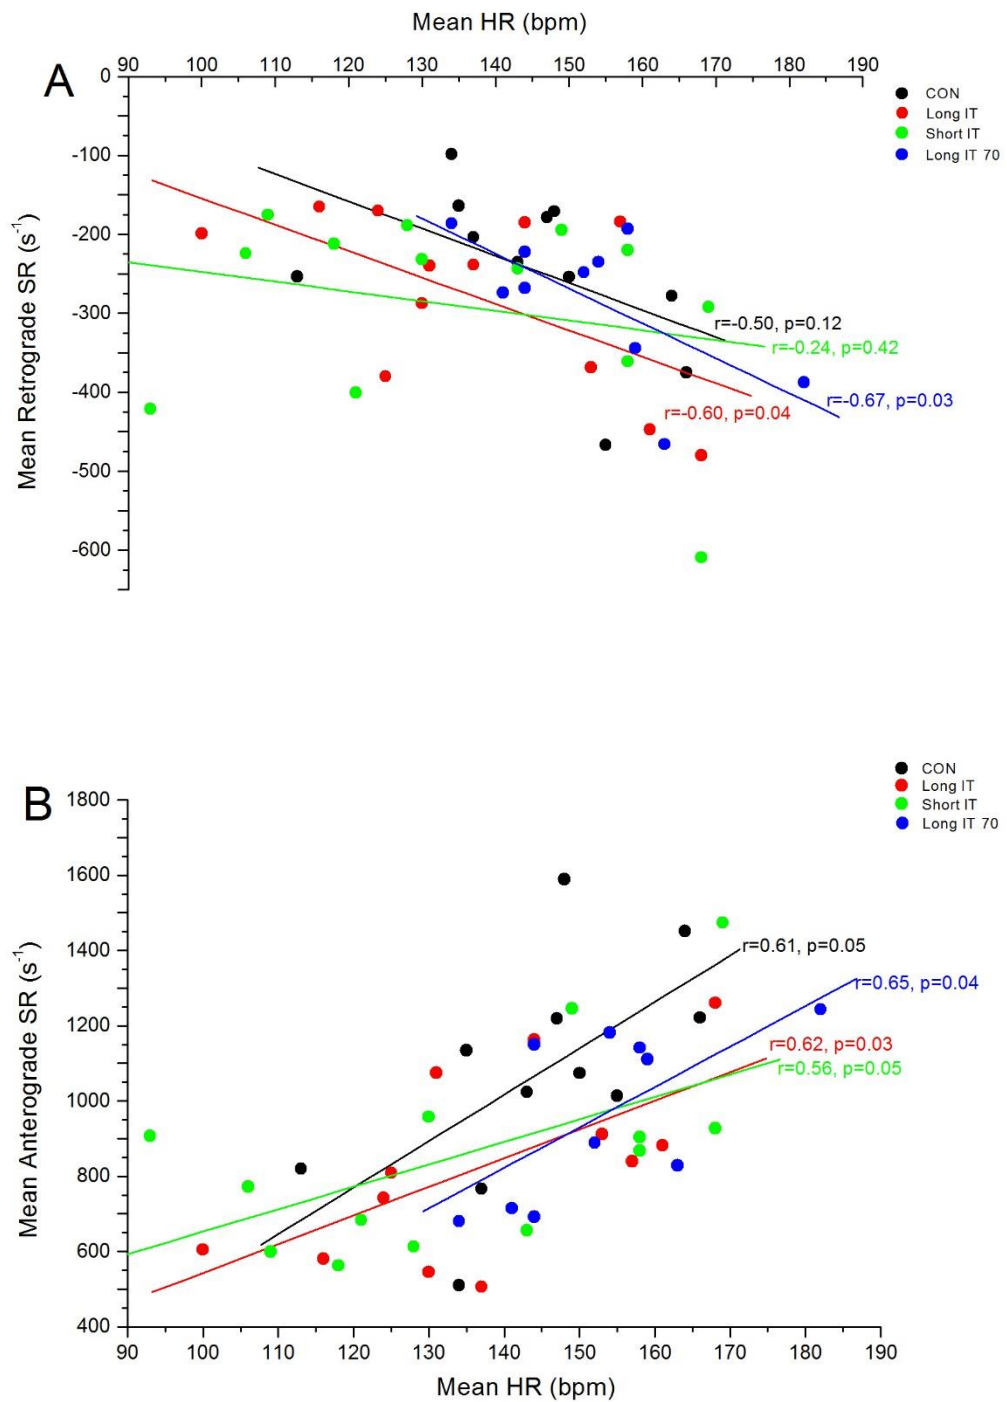 Mean HR (bpm)
A
90 100 110 120 130 140 150 160 170 180 190
0
-100
-200
-300
-400
-500
-600
Mean Retrograde SR (s⁻¹)
CON
Long IT
Short IT
Long IT 70
r=-0.50, p=0.12
r=-0.24, p=0.42
r=-0.67, p=0.03
r=-0.60, p=0.04
B
CON
Long IT
Short IT
Long IT 70
1800
1600
1400
1200
1000
800
600
400
Mean Anterograde SR (s⁻¹)
r=0.61, p=0.05
r=0.65, p=0.04
r=0.62, p=0.03
r=0.56, p=0.05
90 100 110 120 130 140 150 160 170 180 190
Mean HR (bpm)